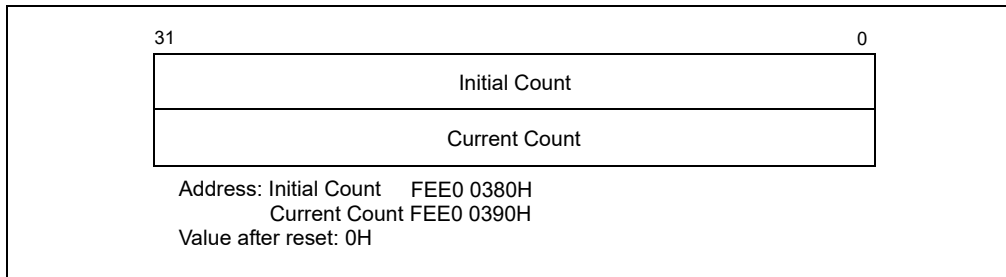 31 0
Initial Count
Current Count
Address: Initial Count FEE0 0380H
Current Count FEE0 0390H
Value after reset: 0H